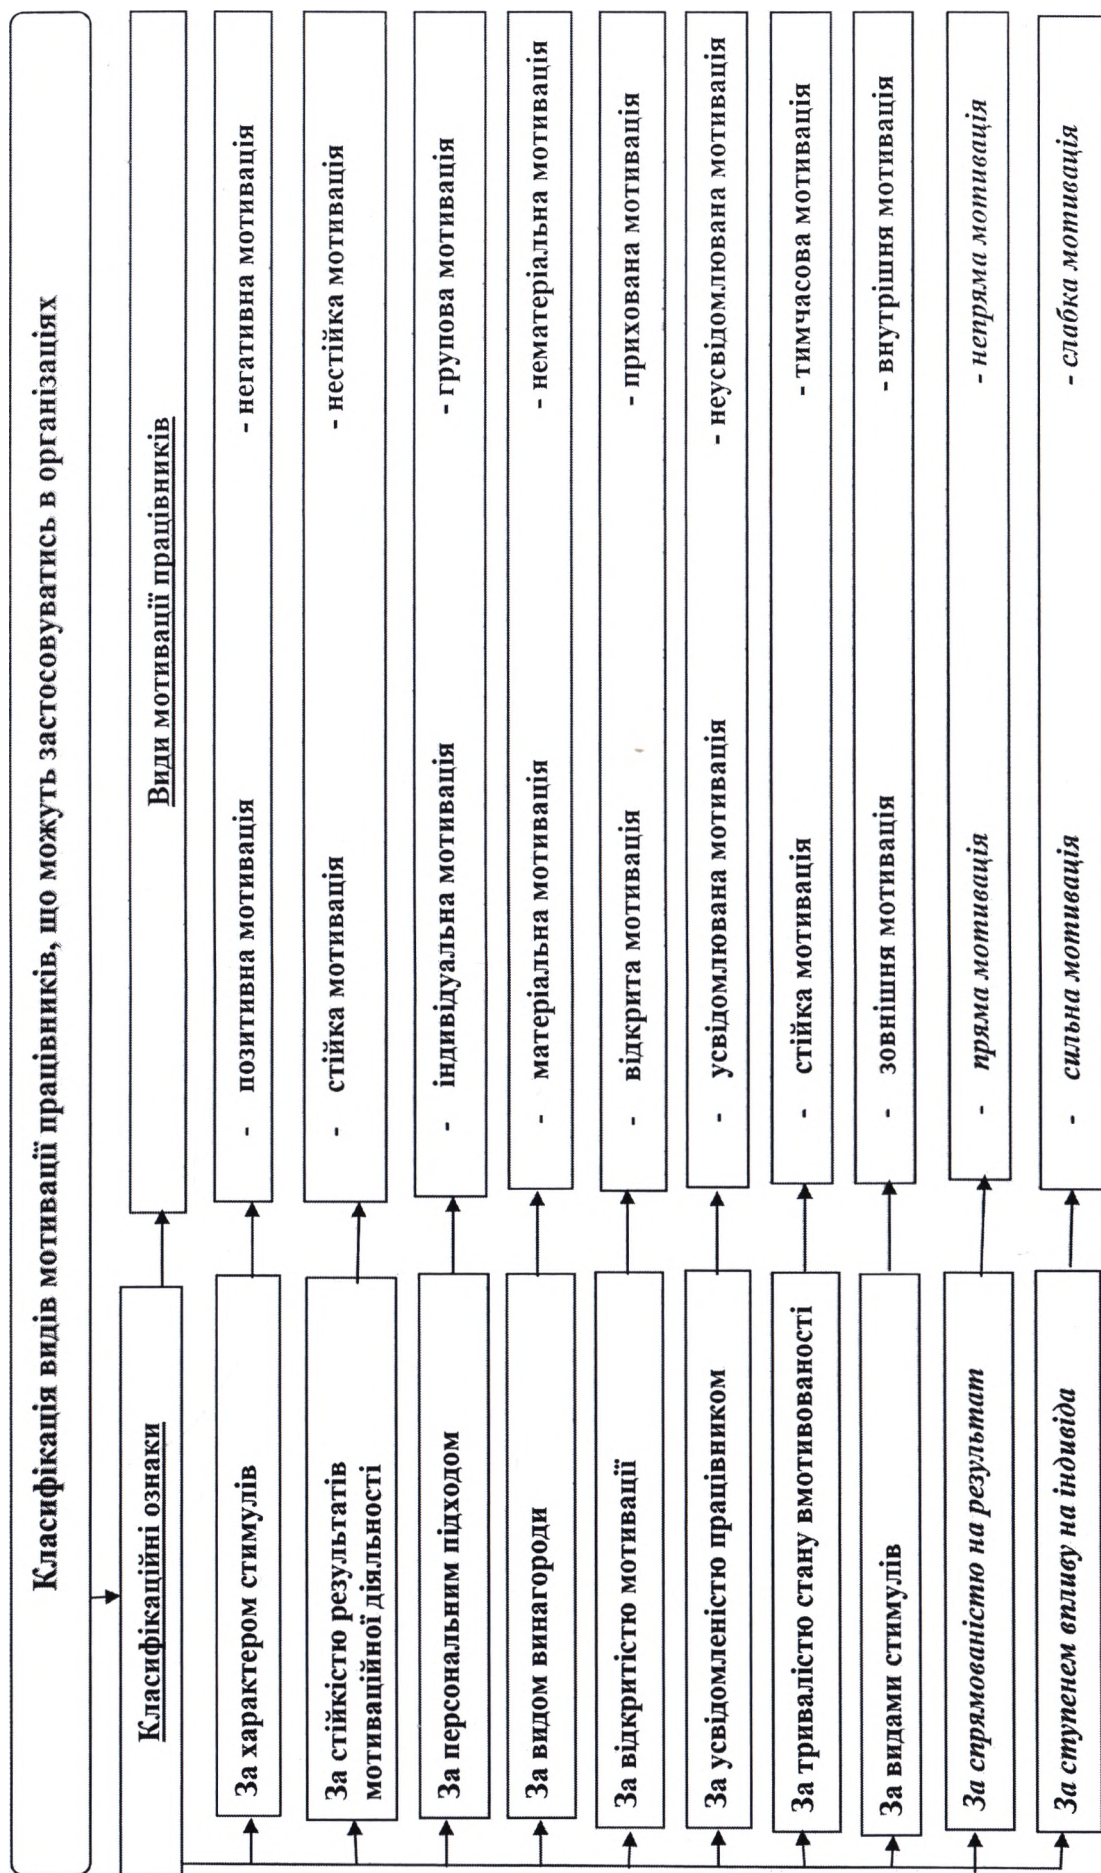 Класифікація видів мотивації працівників, що можуть застосовуватись в організаціях
Класифікаційні ознаки
Види мотивації працівників
За характером стимулів
- позитивна мотивація
- негативна мотивація
За стійкістю результатів
мотиваційної діяльності
- стійка мотивація
- нестійка мотивація
За персональним підходом
- індивідуальна мотивація
- групова мотивація
За видом винагороди
- матеріальна мотивація
- нематеріальна мотивація
За відкритістю мотивації
- відкрита мотивація
- прихована мотивація
За усвідомленістю працівником
- усвідомлювана мотивація
- неусвідомлювана мотивація
За тривалістю стану вмотивованості
- стійка мотивація
- тимчасова мотивація
За видами стимулів
- зовнішня мотивація
- внутрішня мотивація
За спрямованістю на результат
- пряма мотивація
- непряма мотивація
За ступенем впливу на індивіда
- сильна мотивація
- слабка мотивація